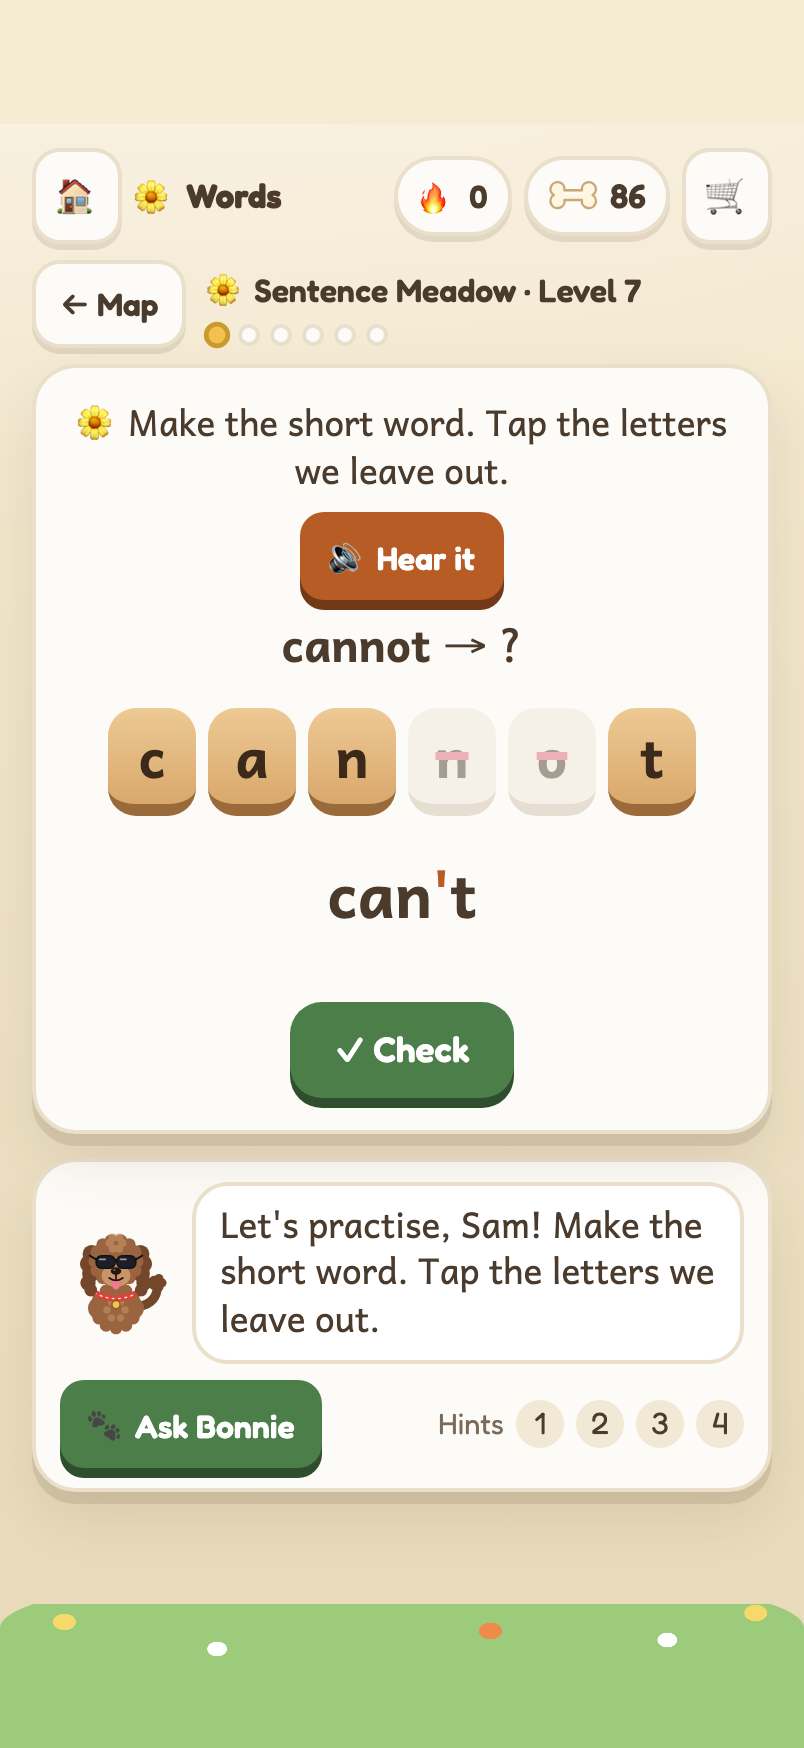 Words
0
86
← Map
Sentence Meadow · Level 7
Make the short word. Tap the letters
we leave out.
Hear it
cannot → ?
c a n n o t
can't
✓ Check
Let's practise, Sam! Make the
short word. Tap the letters we
leave out.
Ask Bonnie
Hints 1 2 3 4